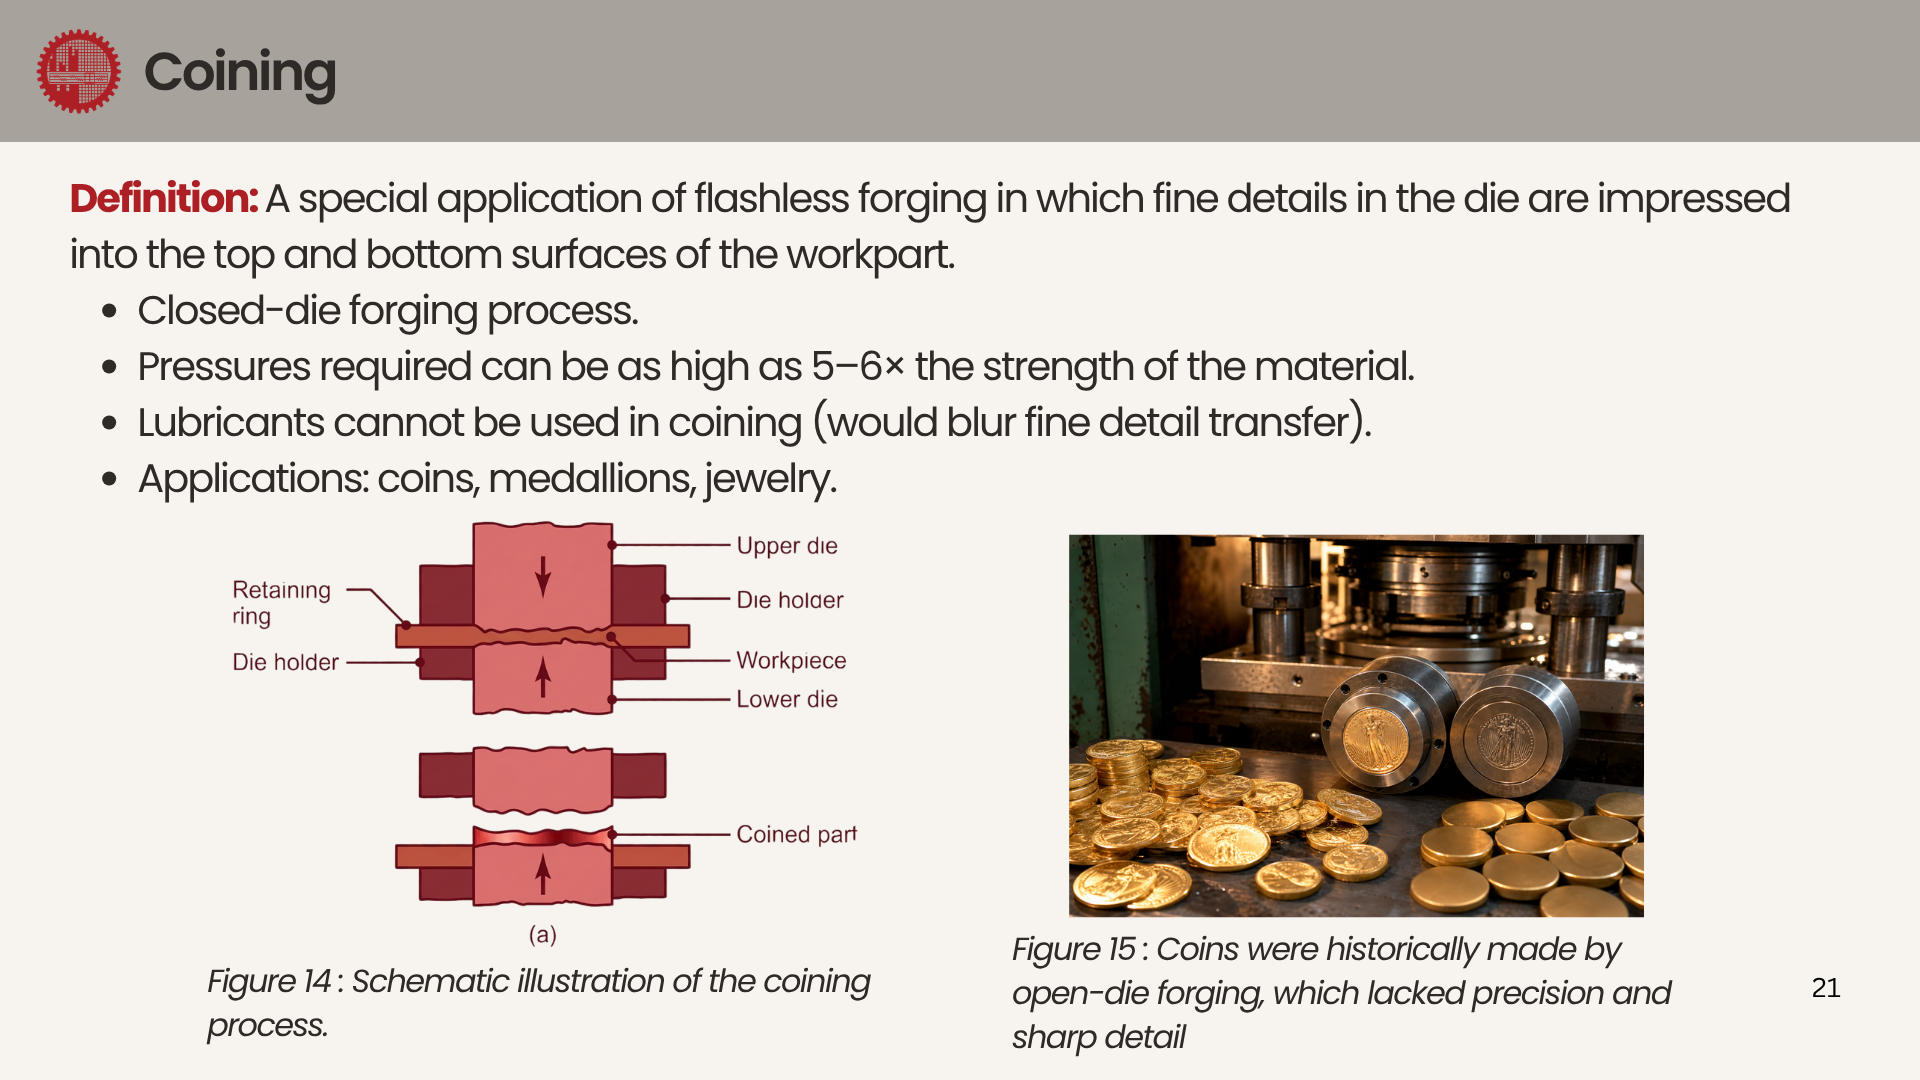 Coining
Definition: A special application of flashless forging in which fine details in the die are impressed
into the top and bottom surfaces of the workpart.
• Closed-die forging process.
• Pressures required can be as high as 5–6× the strength of the material.
• Lubricants cannot be used in coining (would blur fine detail transfer).
• Applications: coins, medallions, jewelry.
Upper die
Retaining
ring
Die holder
Die holder
Workpiece
Lower die
Coined part
(a)
Figure 14 : Schematic illustration of the coining
process.
Figure 15 : Coins were historically made by
open-die forging, which lacked precision and
sharp detail
21